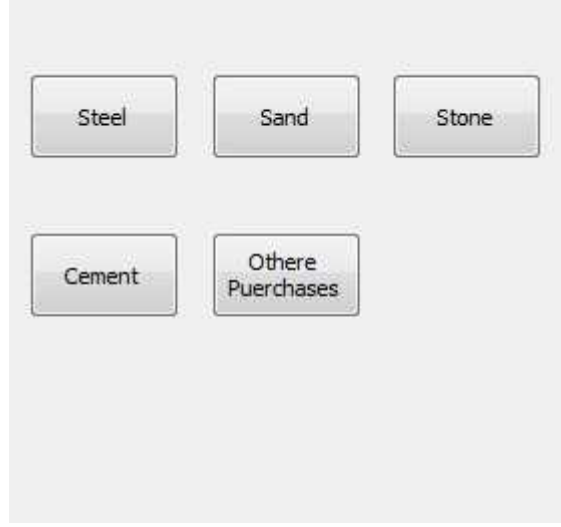 Steel
Sand
Stone
Cement
Othere
Puerchases